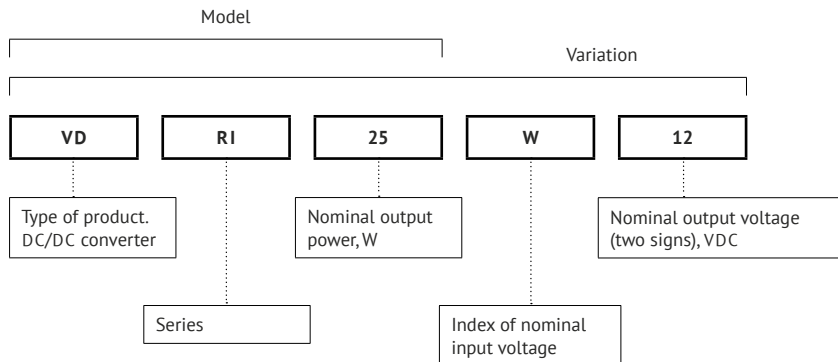 Model
Variation
VD
RI
25
W
12
Type of product.
DC/DC converter
Nominal output
power, W
Nominal output voltage
(two signs), VDC
Series
Index of nominal
input voltage